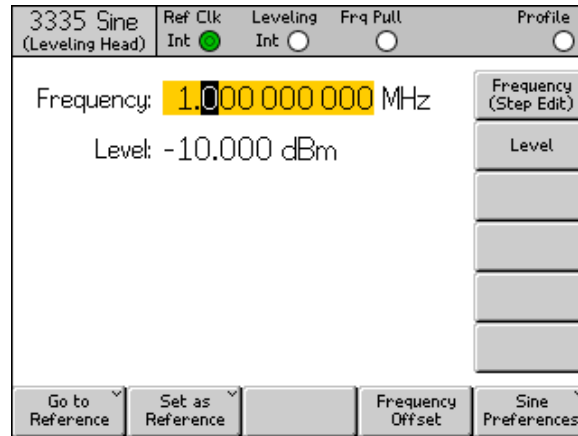 3335 Sine
(Leveling Head)
Ref Clk
Int
Leveling
Int
Frq Pull
Profile
Frequency: 1.000 000 000 MHz
Level: -10.000 dBm
Frequency
(Step Edit)
Level
Go to
Reference
Set as
Reference
Frequency
Offset
Sine
Preferences